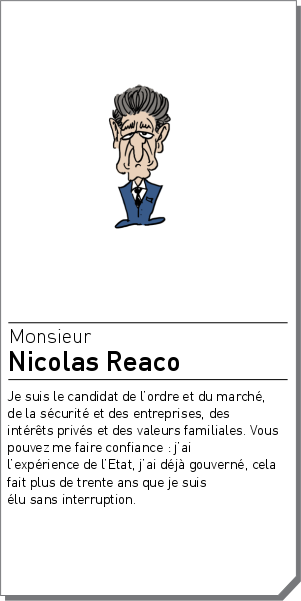 Monsieur
Nicolas Reaco
Je suis le candidat de l'ordre et du marché,
de la sécurité et des entreprises, des
intérêts privés et des valeurs familiales. Vous
pouvez me faire confiance : j'ai
l'expérience de l'Etat, j'ai déjà gouverné, cela
fait plus de trente ans que je suis
élu sans interruption.